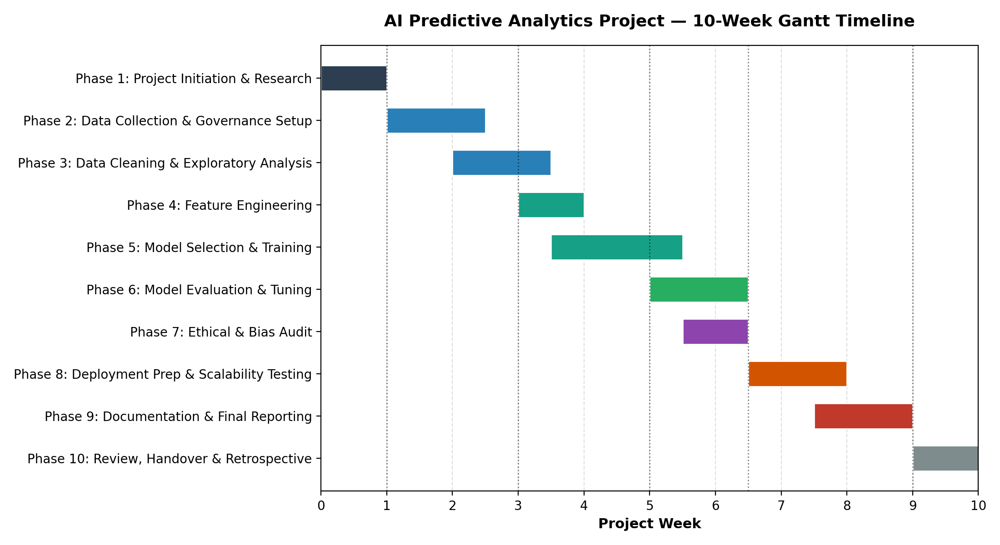 AI Predictive Analytics Project — 10-Week Gantt Timeline
Phase 1: Project Initiation & Research
Phase 2: Data Collection & Governance Setup
Phase 3: Data Cleaning & Exploratory Analysis
Phase 4: Feature Engineering
Phase 5: Model Selection & Training
Phase 6: Model Evaluation & Tuning
Phase 7: Ethical & Bias Audit
Phase 8: Deployment Prep & Scalability Testing
Phase 9: Documentation & Final Reporting
Phase 10: Review, Handover & Retrospective
0 1 2 3 4 5 6 7 8 9 10
Project Week